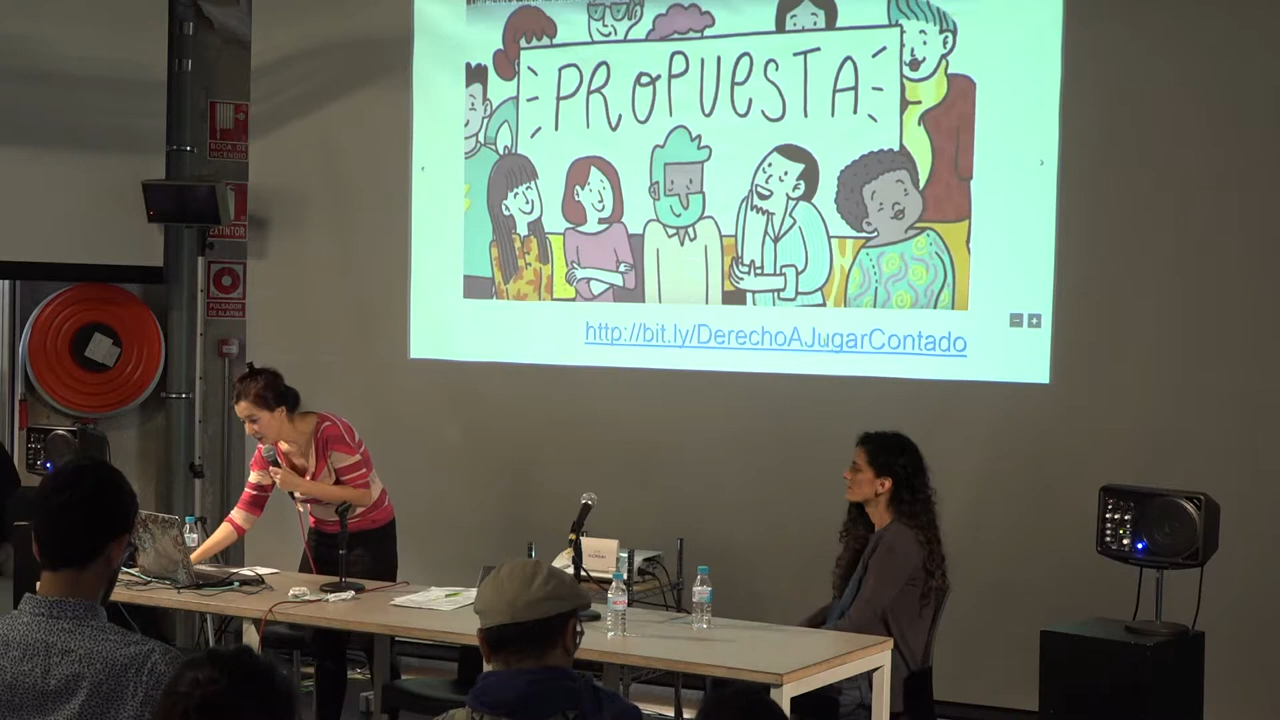 PROPUESTA
http://bit.ly/DerechoAJugarContado
BOCA DE
INCENDIO
EXTINTOR
PULSADOR
DE ALARMA